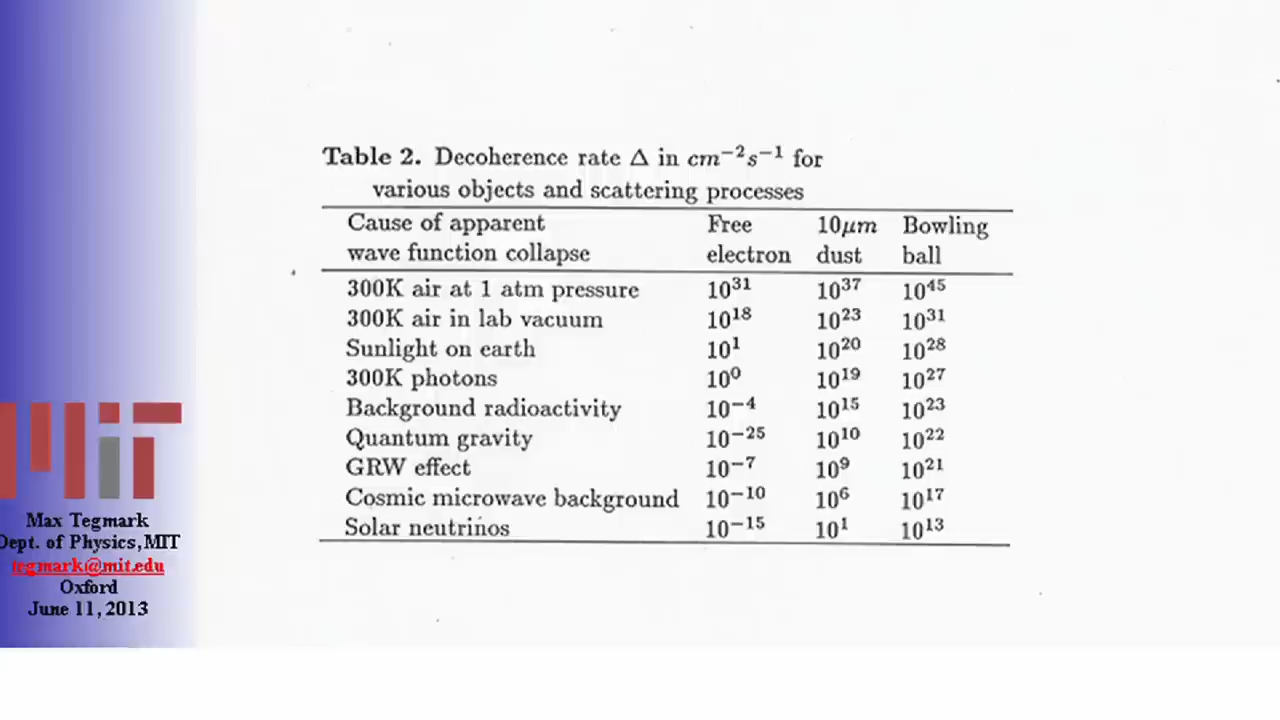 Table 2. Decoherence rate Δ in cm⁻²s⁻¹ for
various objects and scattering processes
Cause of apparent wave function collapse Free electron 10μm dust Bowling ball
300K air at 1 atm pressure 10³¹ 10³⁷ 10⁴⁵
300K air in lab vacuum 10¹⁸ 10²³ 10³¹
Sunlight on earth 10¹ 10²⁰ 10²⁸
300K photons 10⁰ 10¹⁹ 10²⁷
Background radioactivity 10⁻⁴ 10¹⁵ 10²³
Quantum gravity 10⁻²⁵ 10¹⁰ 10²²
GRW effect 10⁻⁷ 10⁹ 10²¹
Cosmic microwave background 10⁻¹⁰ 10⁶ 10¹⁷
Solar neutrinos 10⁻¹⁵ 10¹ 10¹³
MIT
Max Tegmark
Dept. of Physics, MIT
tegmark@mit.edu
Oxford
June 11, 2013